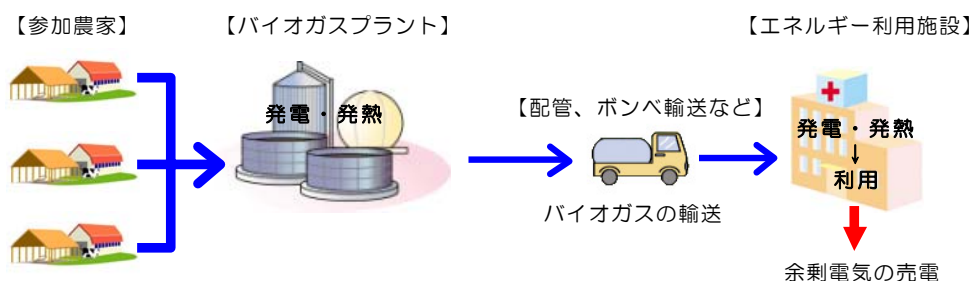 【参加農家】
【バイオガスプラント】
【エネルギー利用施設】
発電・発熱
【配管、ボンベ輸送など】
バイオガスの輸送
発電・発熱
↓
利用
余剰電気の売電